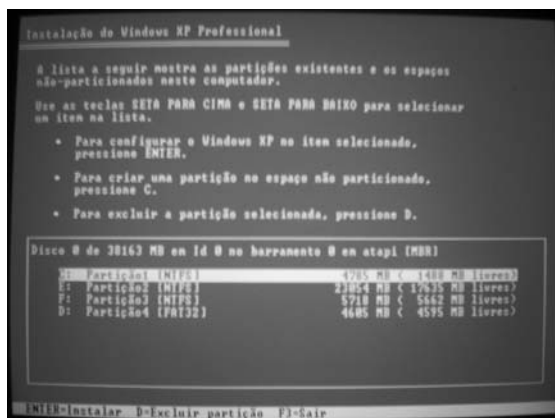 Instalação do Windows XP Professional
A lista a seguir mostra as partições existentes e os espaços
não-particionados neste computador.
Use as teclas SETA PARA CIMA e SETA PARA BAIXO para selecionar
um item na lista.
• Para configurar o Windows XP no item selecionado,
pressione ENTER.
• Para criar uma partição no espaço não particionado,
pressione C.
• Para excluir a partição selecionada, pressione D.
Disco 0 de 38163 MB em Id 0 no barramento 0 em atapi [MBR]
C: Partição1 [NTFS] 4785 MB ( 1480 MB livres)
E: Partição2 [NTFS] 23054 MB ( 17635 MB livres)
F: Partição3 [NTFS] 5718 MB ( 5662 MB livres)
D: Partição4 [FAT32] 4605 MB ( 4595 MB livres)
ENTER=Instalar D=Excluir partição F3=Sair